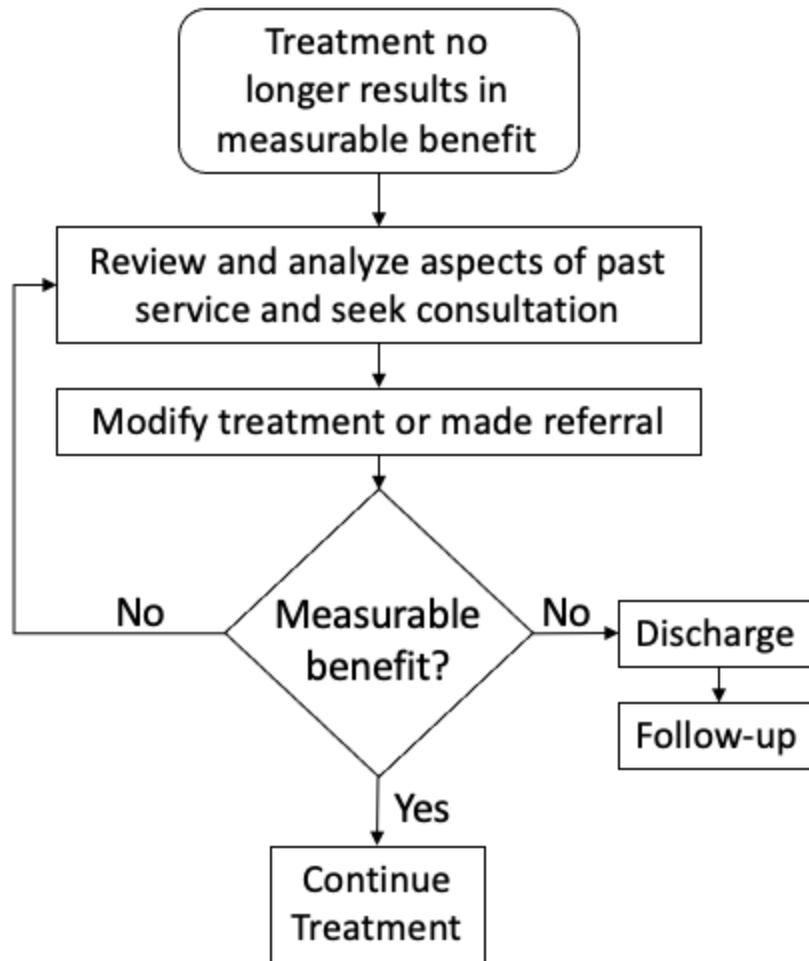 Treatment no
longer results in
measurable benefit
Review and analyze aspects of past
service and seek consultation
Modify treatment or made referral
No
Measurable
benefit?
No
Discharge
Follow-up
Yes
Continue
Treatment